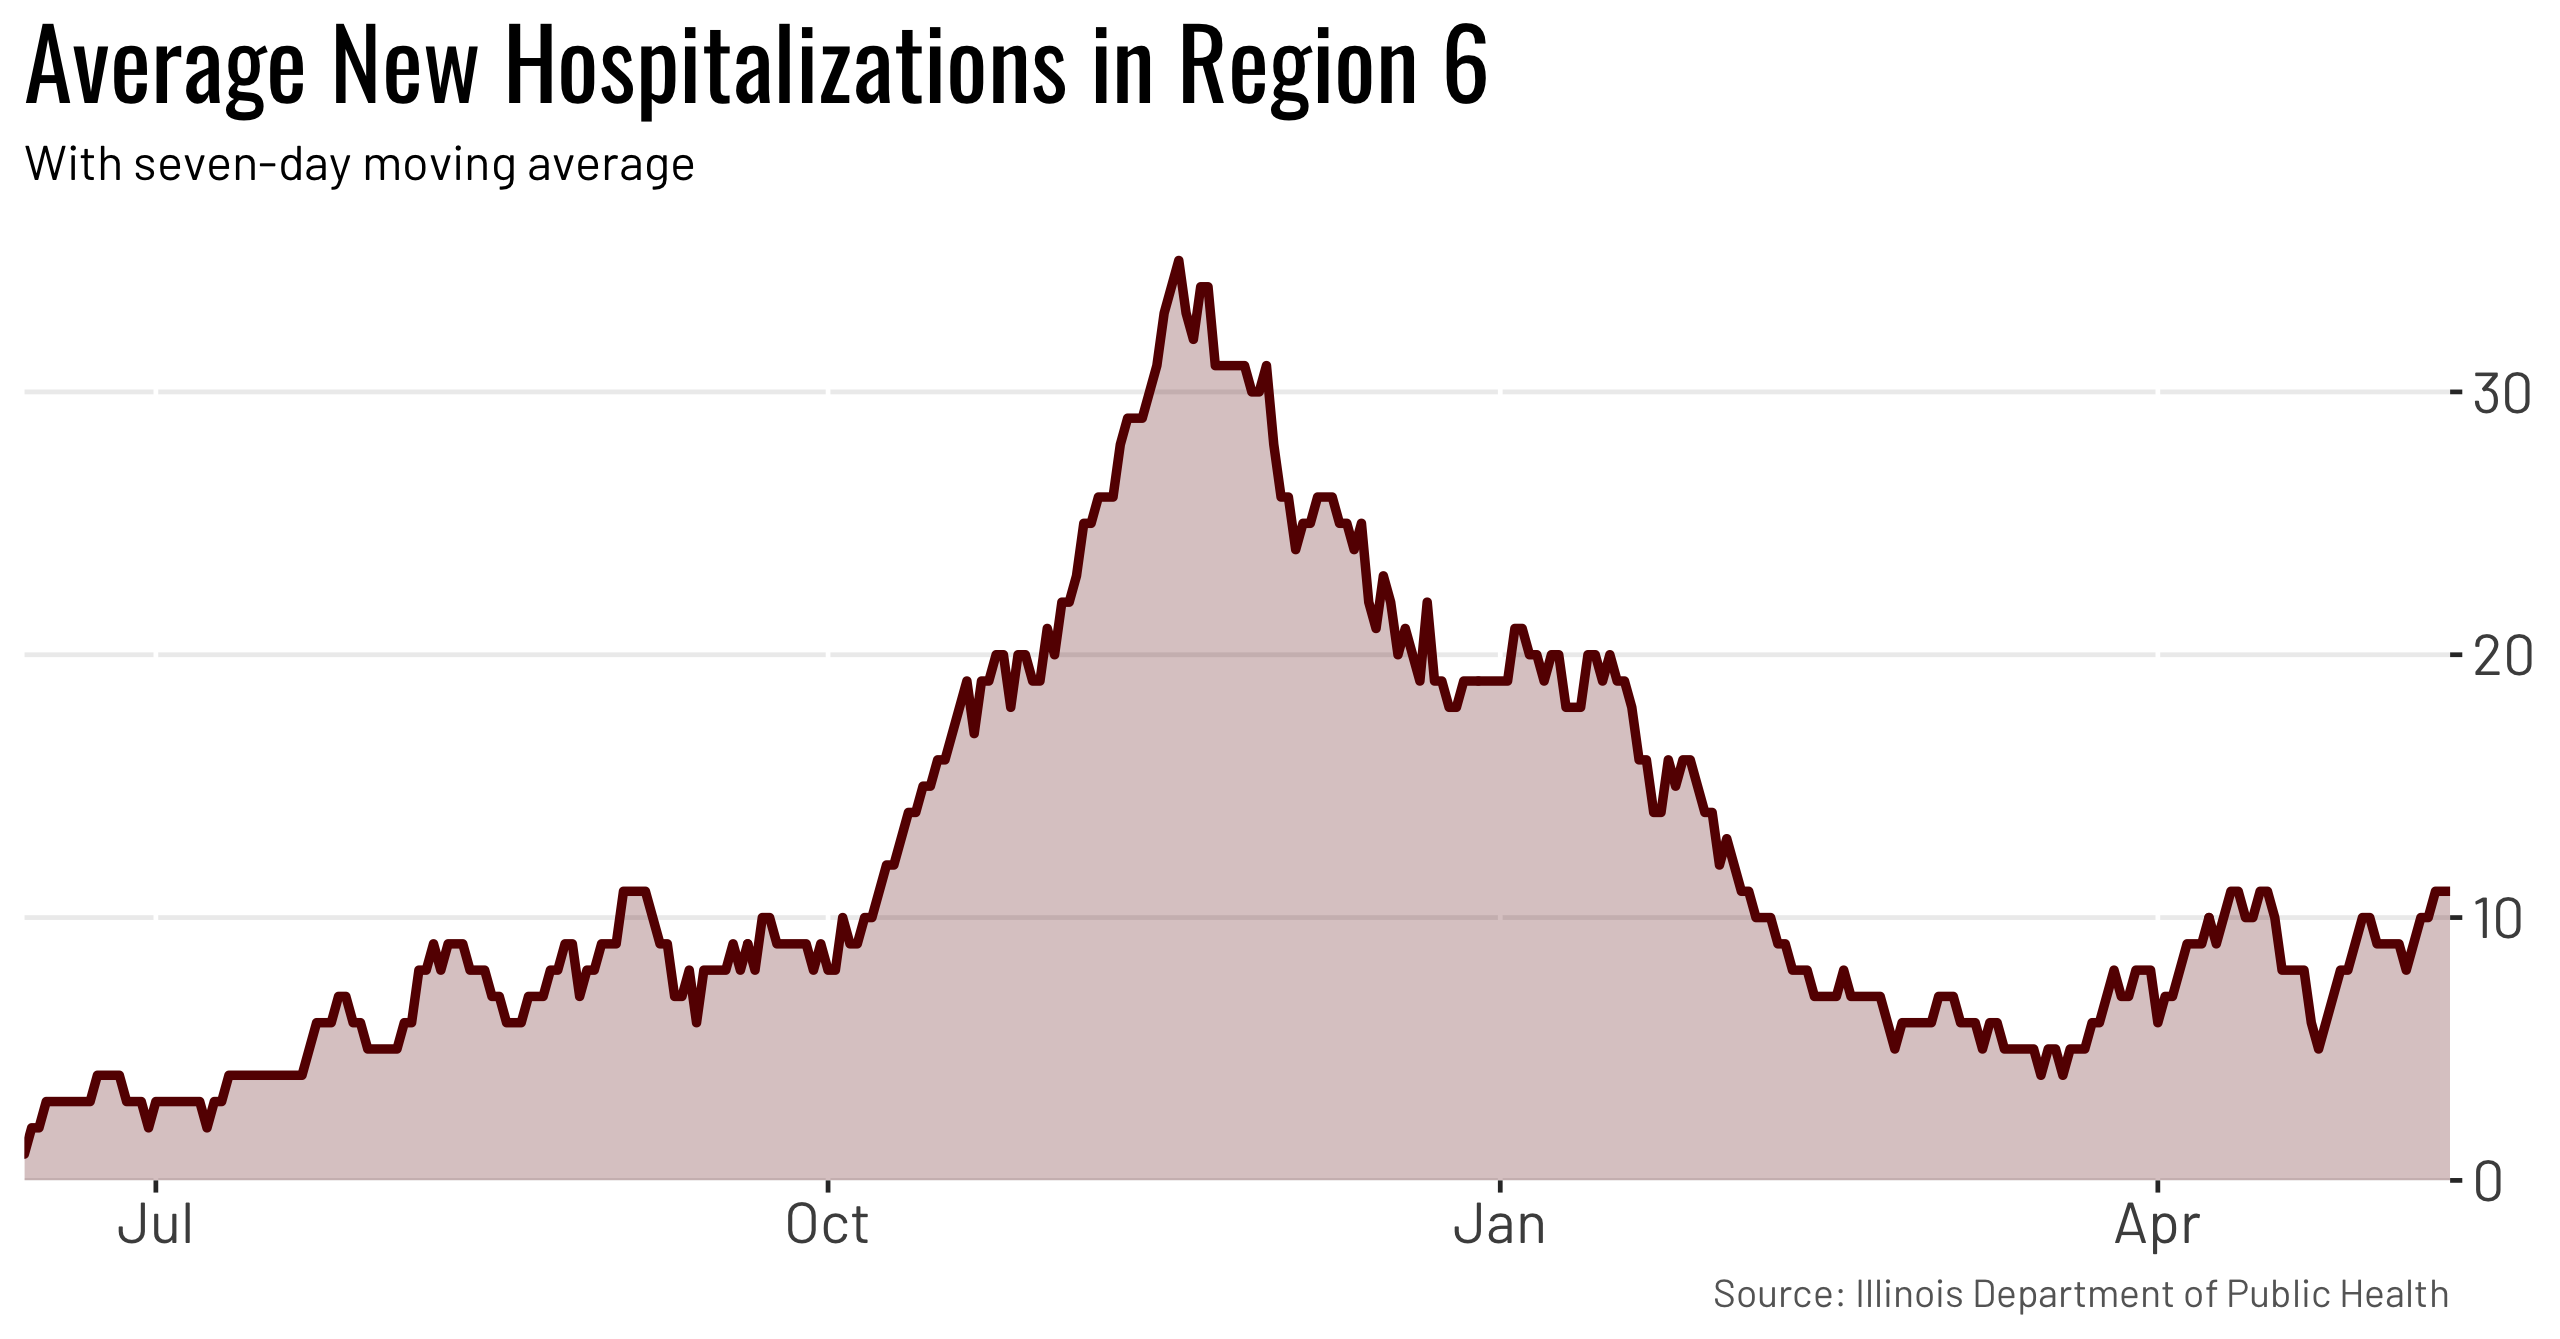 Average New Hospitalizations in Region 6
With seven-day moving average
30
20
10
0
Jul Oct Jan Apr
Source: Illinois Department of Public Health